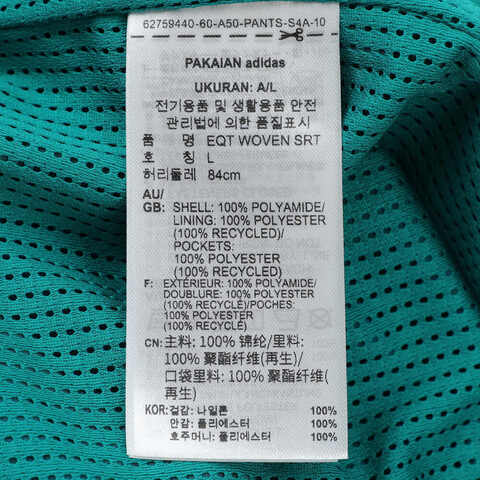 62759440-60-A50-PANTS-S4A-10
PAKAIAN adidas
UKURAN: A/L
전기용품 및 생활용품 안전
관리법에 의한 품질표시
품 명 EQT WOVEN SRT
호 칭 L
허리둘레 84cm
AU/
GB: SHELL: 100% POLYAMIDE/
LINING: 100% POLYESTER
(100% RECYCLED)/
POCKETS:
100% POLYESTER
(100% RECYCLED)
F: EXTÉRIEUR: 100% POLYAMIDE/
DOUBLURE: 100% POLYESTER
(100% RECYCLÉ)/POCHES:
100% POLYESTER
(100% RECYCLÉ)
CN: 主料: 100% 锦纶/里料:
100% 聚酯纤维(再生)/
口袋里料: 100% 聚酯纤维(
再生)
KOR: 겉감: 나일론 100%
안감: 폴리에스터 100%
호주머니: 폴리에스터 100%